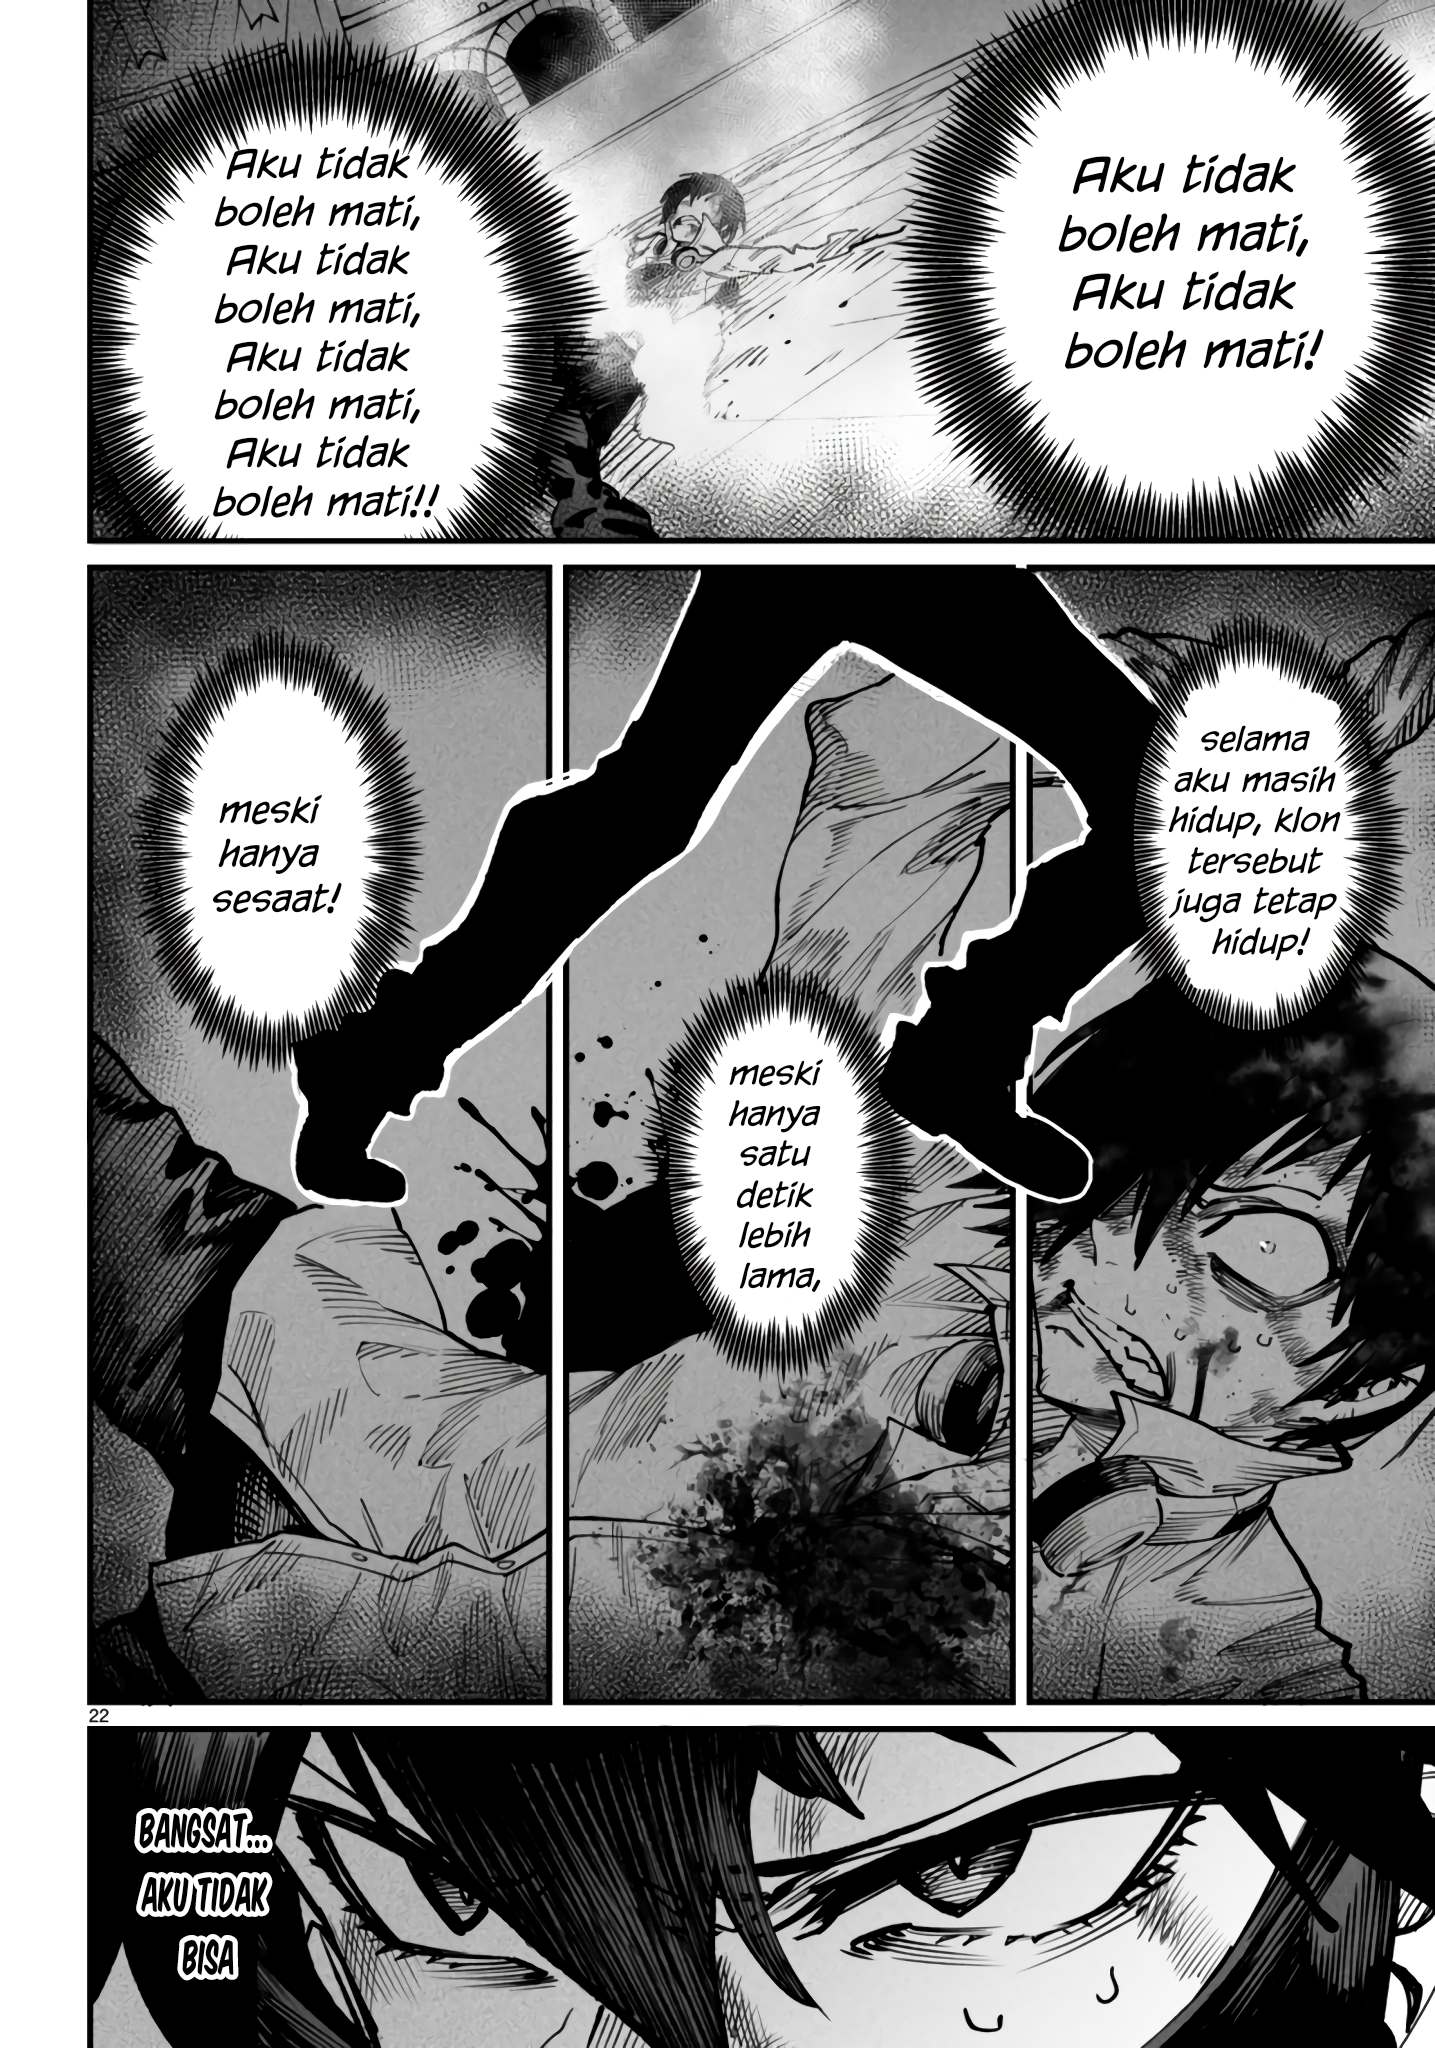 Aku tidak
boleh mati,
Aku tidak
boleh mati!
Aku tidak
boleh mati,
Aku tidak
boleh mati,
Aku tidak
boleh mati,
Aku tidak
boleh mati!!
selama
aku masih
hidup, klon
tersebut
juga tetap
hidup!
meski
hanya
satu
detik
lebih
lama,
meski
hanya
sesaat!
22
BANGSAT...
AKU TIDAK
BISA